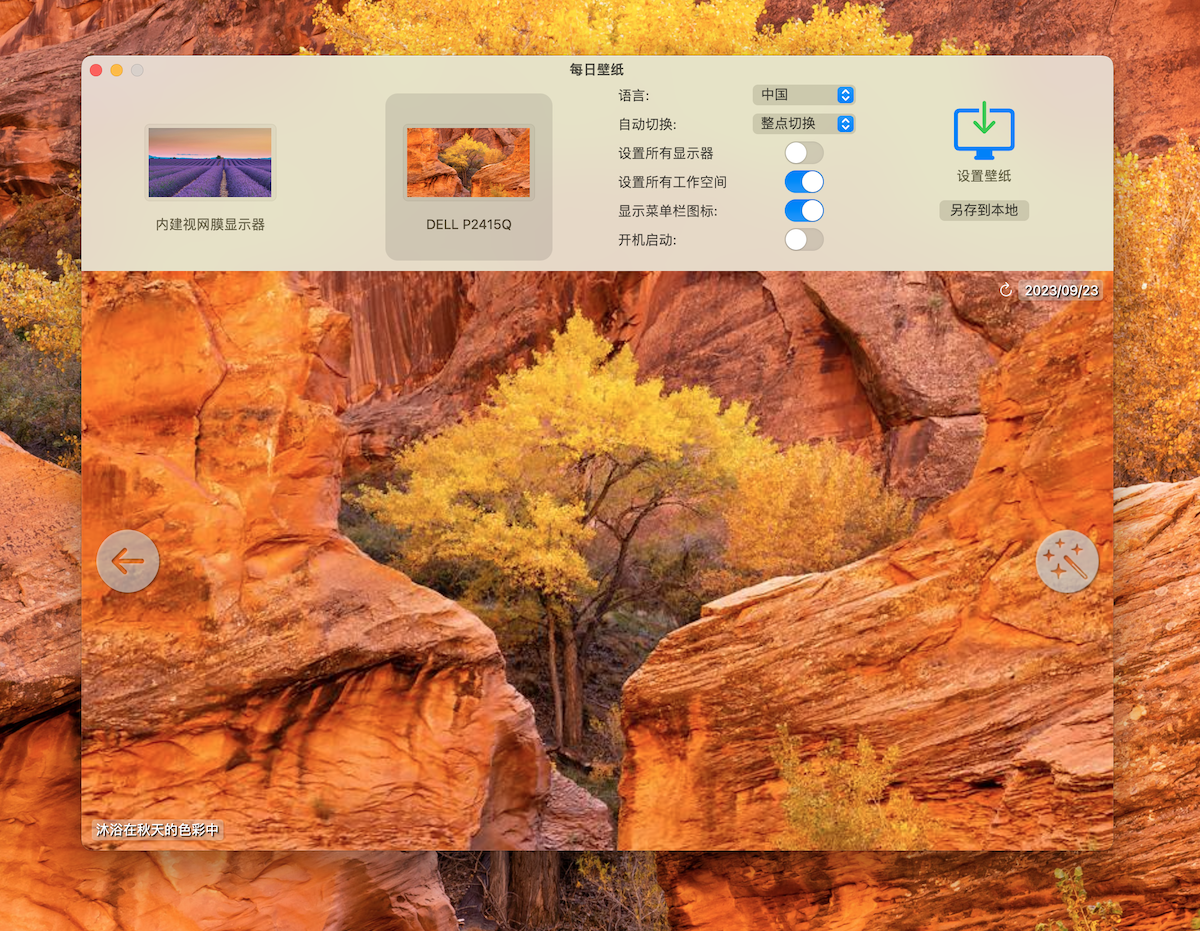 每日壁纸
内建视网膜显示器
DELL P2415Q
语言:
中国
自动切换:
整点切换
设置所有显示器
设置所有工作空间
显示菜单栏图标:
开机启动:
设置壁纸
另存到本地
2023/09/23
沐浴在秋天的色彩中